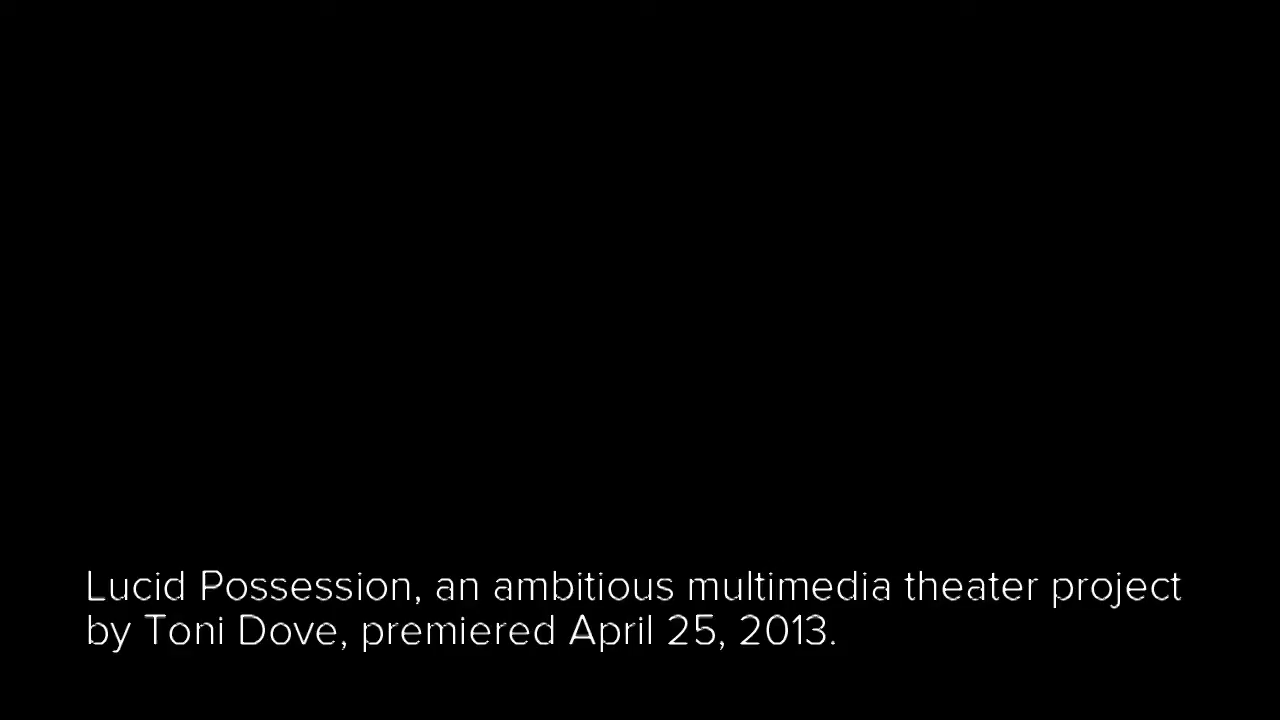 Lucid Possession, an ambitious multimedia theater project
by Toni Dove, premiered April 25, 2013.